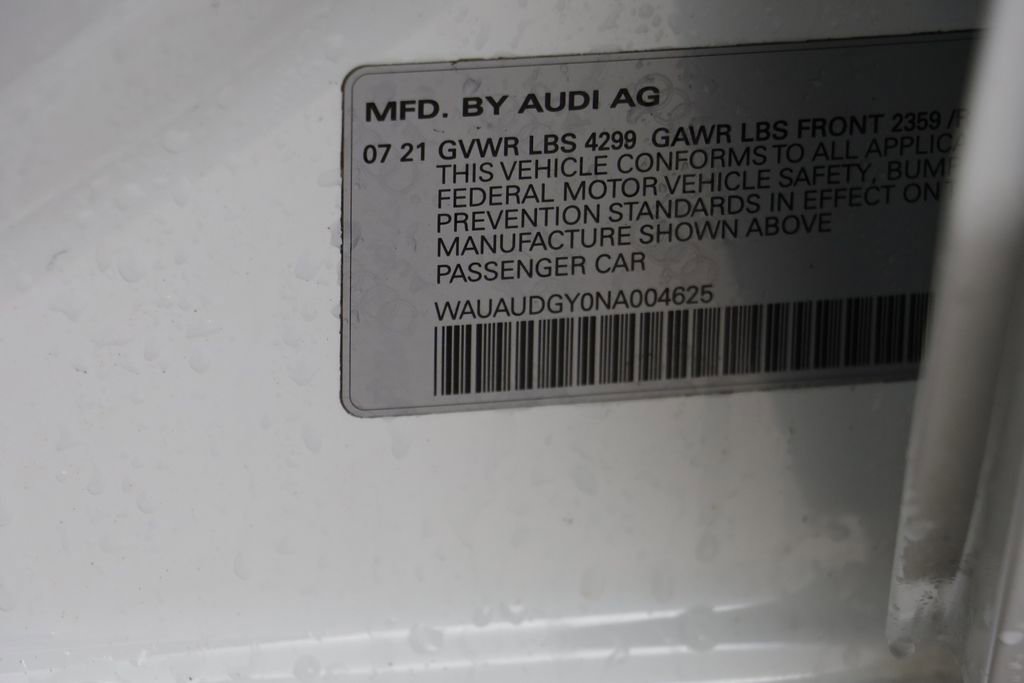 MFD. BY AUDI AG
07 21 GVWR LBS 4299 GAWR LBS FRONT 2359
THIS VEHICLE CONFORMS TO ALL
FEDERAL MOTOR VEHICLE SAFETY,
PREVENTION STANDARDS IN EFFECT ON
MANUFACTURE SHOWN ABOVE
PASSENGER CAR
WAUAUDGY0NA004625